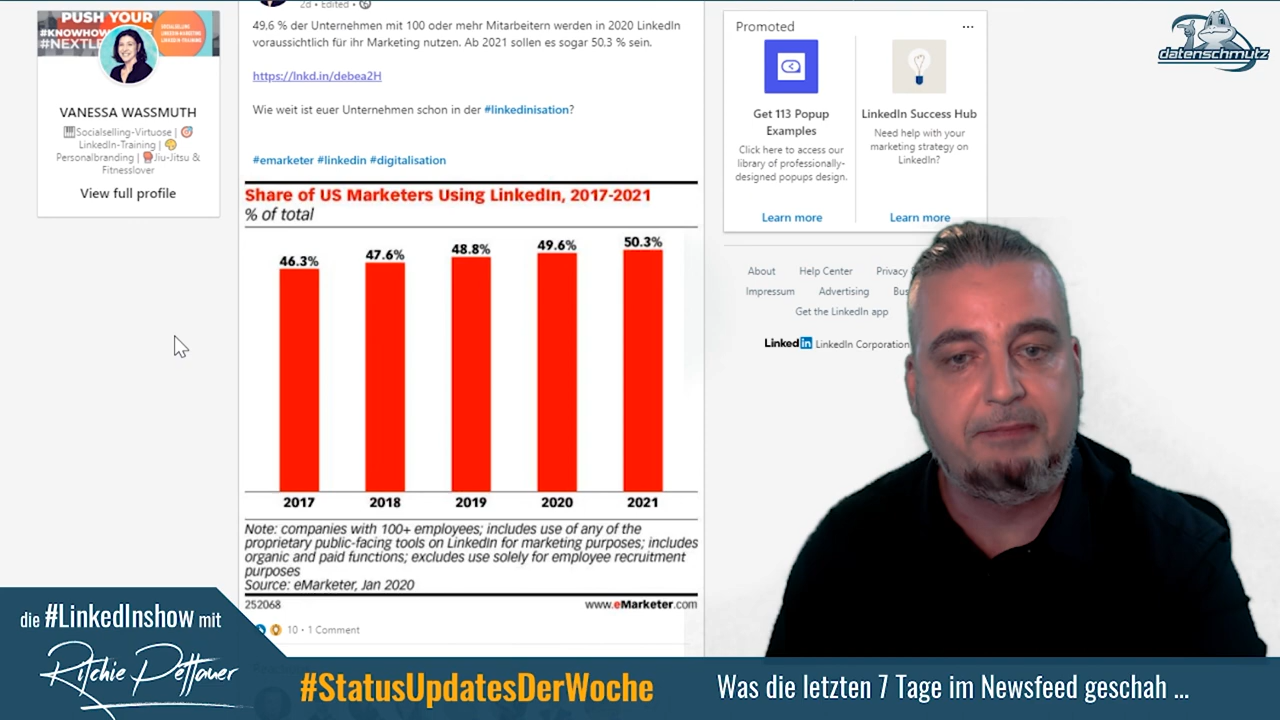 PUSH YOUR
#KNOWHOW
#NEXTLE
VANESSA WASSMUTH
Socialselling-Virtuose |
LinkedIn-Training |
Personalbranding | Jiu-Jitsu &
Fitnesslover
View full profile
2d • Edited •
49,6 % der Unternehmen mit 100 oder mehr Mitarbeitern werden in 2020 LinkedIn
voraussichtlich für ihr Marketing nutzen. Ab 2021 sollen es sogar 50.3 % sein.
https://lnkd.in/debea2H
Wie weit ist euer Unternehmen schon in der #linkedinisation?
#emarketer #linkedin #digitalisation
Share of US Marketers Using LinkedIn, 2017-2021
% of total
46.3%
47.6%
48.8%
49.6%
50.3%
2017
2018
2019
2020
2021
Note: companies with 100+ employees; includes use of any of the
proprietary public-facing tools on LinkedIn for marketing purposes; includes
organic and paid functions; excludes use solely for employee recruitment
purposes
Source: eMarketer, Jan 2020
252068
www.eMarketer.com
10 • 1 Comment
Promoted
...
Get 113 Popup
Examples
Click here to access our
library of professionally-
designed popups design.
Learn more
LinkedIn Success Hub
Need help with your
marketing strategy on
LinkedIn?
Learn more
About
Help Center
Privacy
Impressum
Advertising
Bus
Get the LinkedIn app
LinkedIn LinkedIn Corporation
datenschmutz
die #LinkedInshow mit
Ritchie Pettauer
#StatusUpdatesDerWoche
Was die letzten 7 Tage im Newsfeed geschah ...